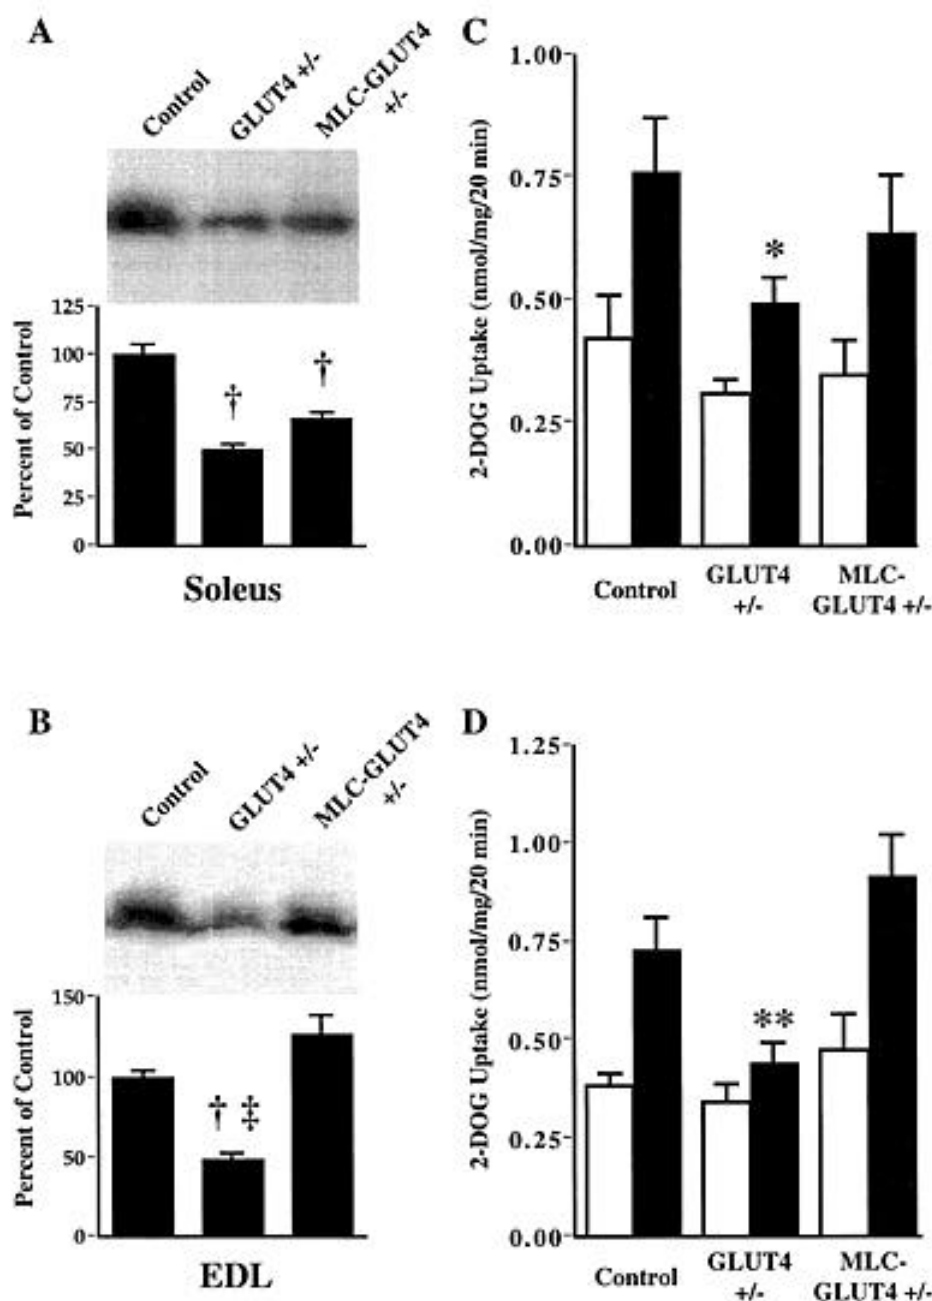 A
Control
GLUT4 +/-
MLC-GLUT4
+/-
Percent of Control
125
100
75
50
25
0
†
†
Soleus
C
2-DOG Uptake (nmol/mg/20 min)
1.00
0.75
0.50
0.25
0.00
*
Control
GLUT4
+/-
MLC-
GLUT4 +/-
B
Control
GLUT4 +/-
MLC-GLUT4
+/-
Percent of Control
150
100
50
0
† ‡
EDL
D
2-DOG Uptake (nmol/mg/20 min)
1.25
1.00
0.75
0.50
0.25
0.00
**
Control
GLUT4
+/-
MLC-
GLUT4 +/-